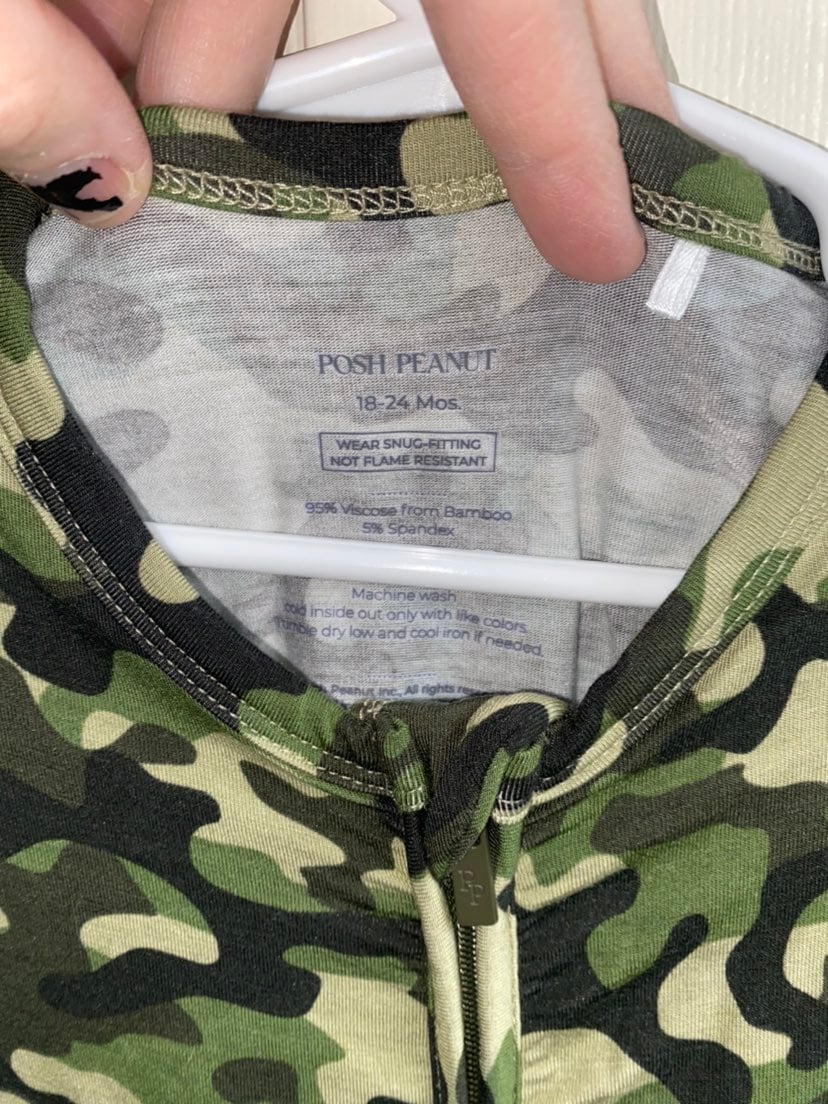 POSH PEANUT
18-24 Mos.
WEAR SNUG-FITTING
NOT FLAME RESISTANT
95% Viscose from Bamboo
5% Spandex
Machine wash
cold inside out only with like colors.
Tumble dry low and cool iron if needed.
Peanut Inc., All rights
PP